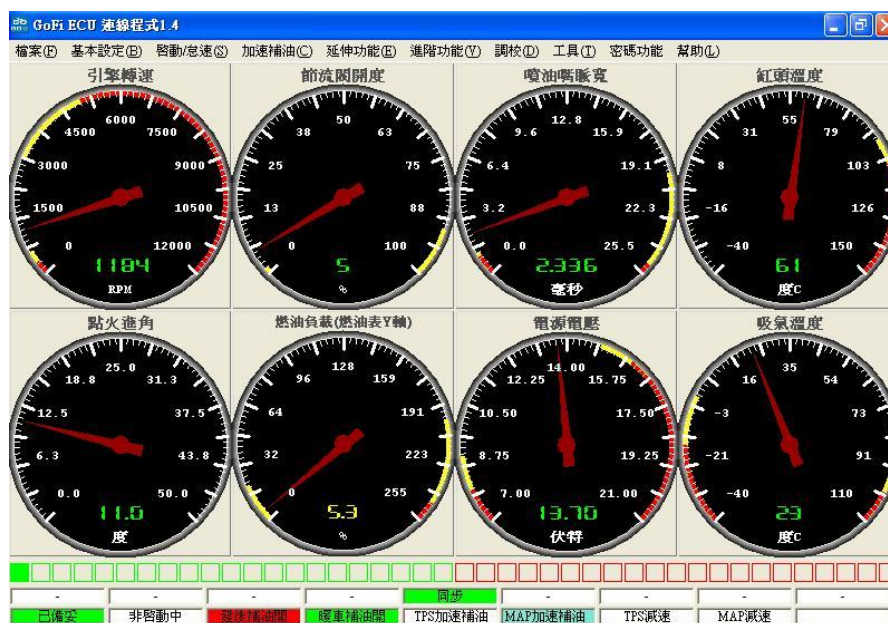 GoFi ECU 連線程式1.4
檔案(F) 基本設定(B) 啓動/怠速(S) 加速補油(C) 延伸功能(E) 進階功能(V) 調校(D) 工具(T) 密碼功能 幫助(L)
引擎轉速 節流閥開度 噴油嘴脈寬 缸頭溫度
0 1500 3000 4500 6000 7500 9000 10500 12000
1184
RPM
0 13 25 38 50 63 75 88 100
5
%
0.0 3.2 6.4 9.6 12.8 15.9 19.1 22.3 25.5
2.336
毫秒
-40 -16 8 31 55 79 103 126 150
61
度C
點火進角 燃油負載(燃油表Y軸) 電源電壓 吸氣溫度
0.0 6.3 12.5 18.8 25.0 31.3 37.5 43.8 50.0
11.0
度
0 32 64 96 128 159 191 223 255
5.3
%
7.00 8.75 10.50 12.25 14.00 15.75 17.50 19.25 21.00
13.70
伏特
-40 -21 -3 16 35 54 73 91 110
23
度C
- - - - 同步 - - - -
已備妥 非啓動中 發後補油開 暖車補油開 TPS加速補油 MAP加速補油 TPS減速 MAP減速